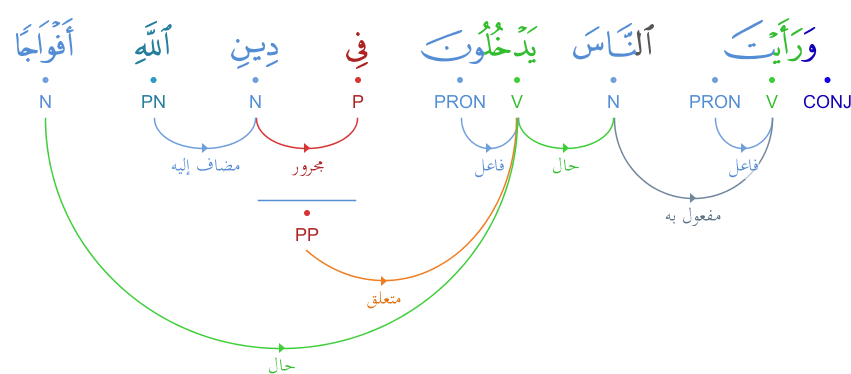 وَرَأَيْتَ ٱلنَّاسَ يَدْخُلُونَ فِى دِينِ ٱللَّهِ أَفْوَاجًا
CONJ V PRON N V PRON P N PN N
فاعل حال فاعل مجرور مضاف إليه
مفعول به
PP
متعلق
حال